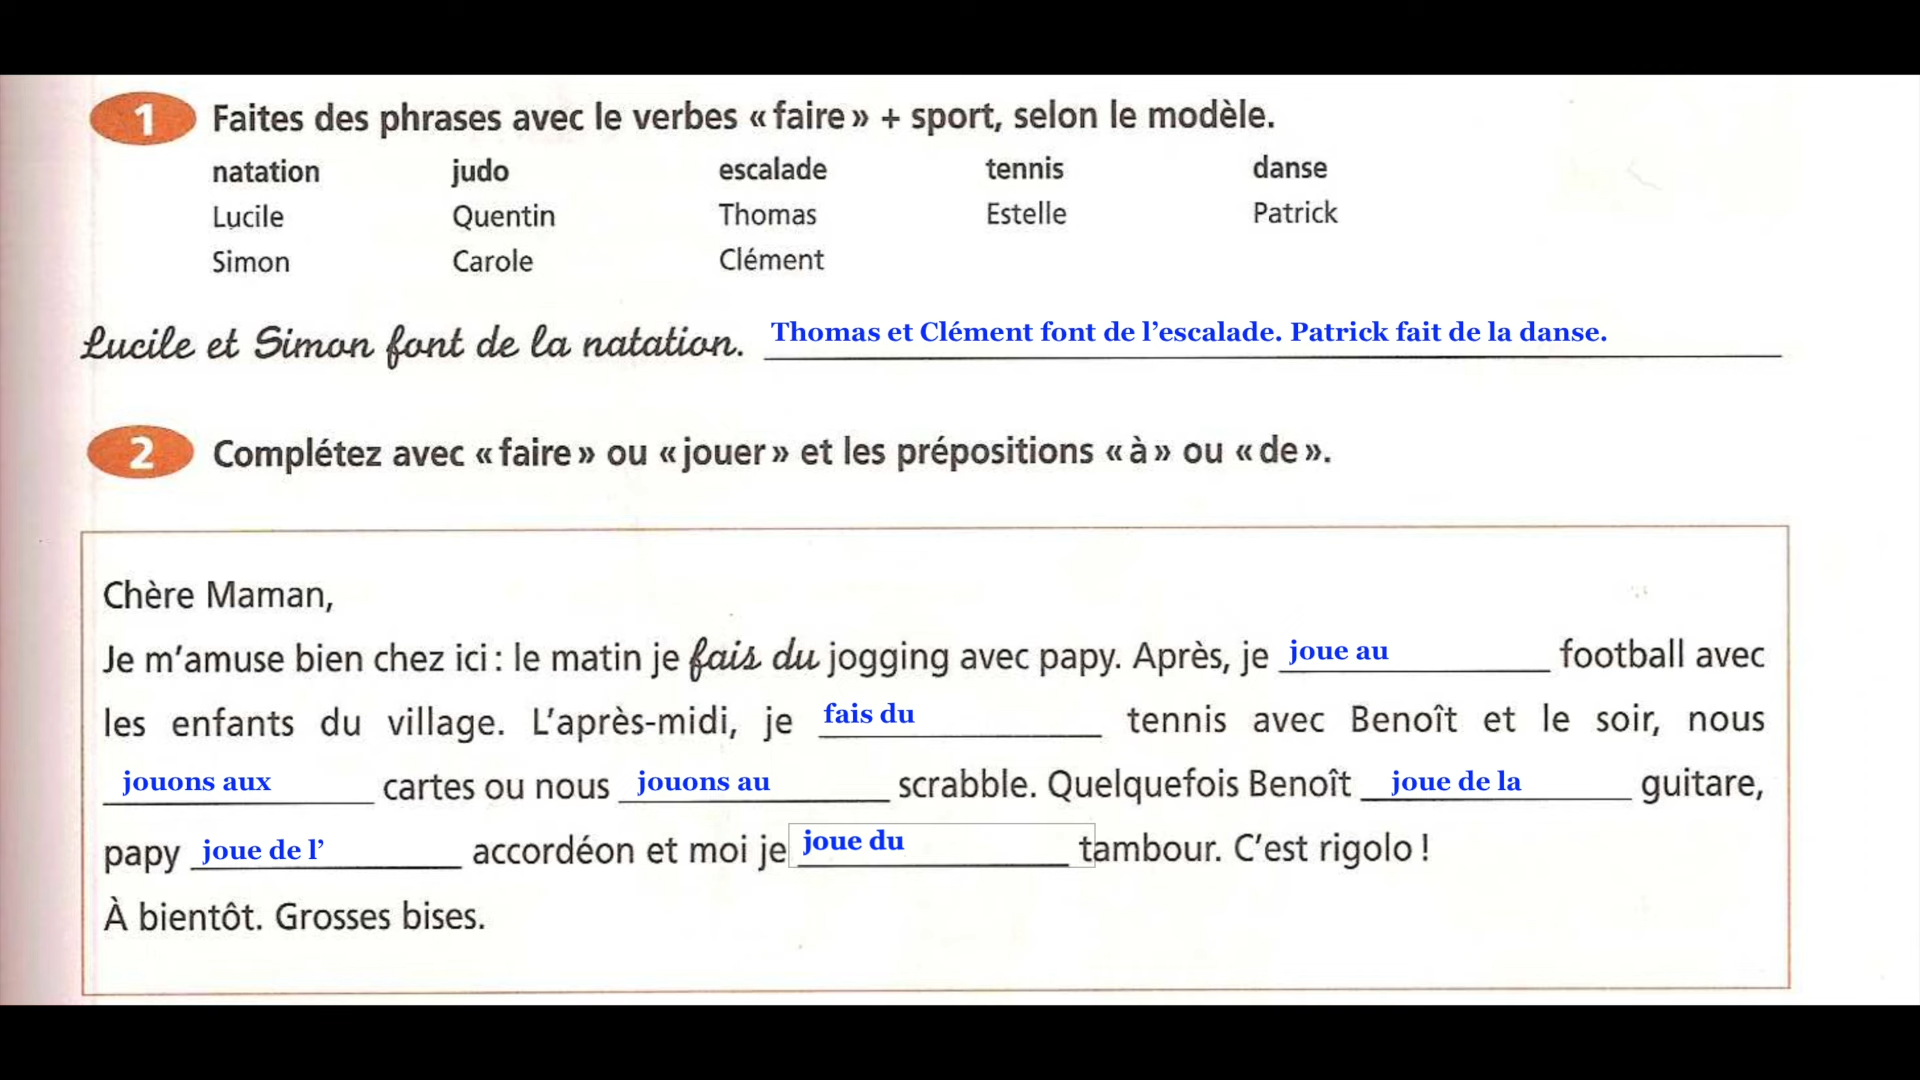 1 Faites des phrases avec le verbes « faire » + sport, selon le modèle.
natation judo escalade tennis danse
Lucile Quentin Thomas Estelle Patrick
Simon Carole Clément
Lucile et Simon font de la natation. Thomas et Clément font de l’escalade. Patrick fait de la danse.
2 Complétez avec « faire » ou « jouer » et les prépositions « à » ou « de ».
Chère Maman,
Je m’amuse bien chez ici : le matin je fais du jogging avec papy. Après, je joue au football avec
les enfants du village. L’après-midi, je fais du tennis avec Benoît et le soir, nous
jouons aux cartes ou nous jouons au scrabble. Quelquefois Benoît joue de la guitare,
papy joue de l’ accordéon et moi je joue du tambour. C’est rigolo !
À bientôt. Grosses bises.